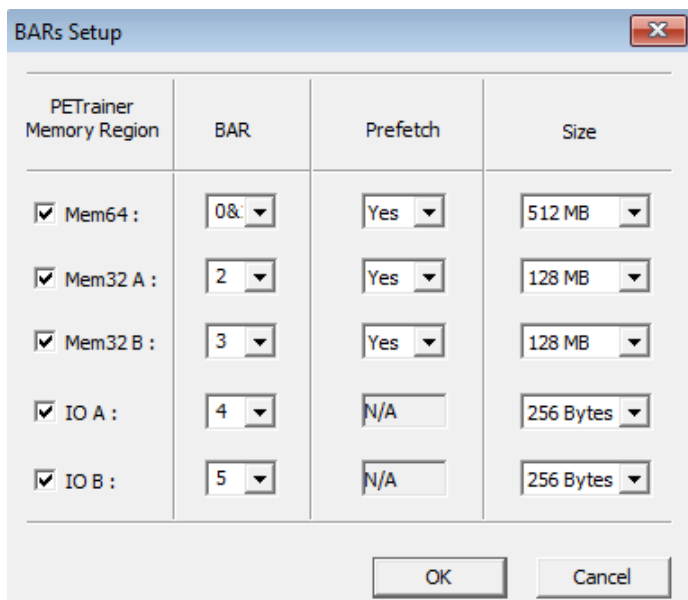 BARs Setup
PETrainer
Memory Region
BAR
Prefetch
Size
Mem64 :
0&
Yes
512 MB
Mem32 A :
2
Yes
128 MB
Mem32 B :
3
Yes
128 MB
IO A :
4
N/A
256 Bytes
IO B :
5
N/A
256 Bytes
OK
Cancel